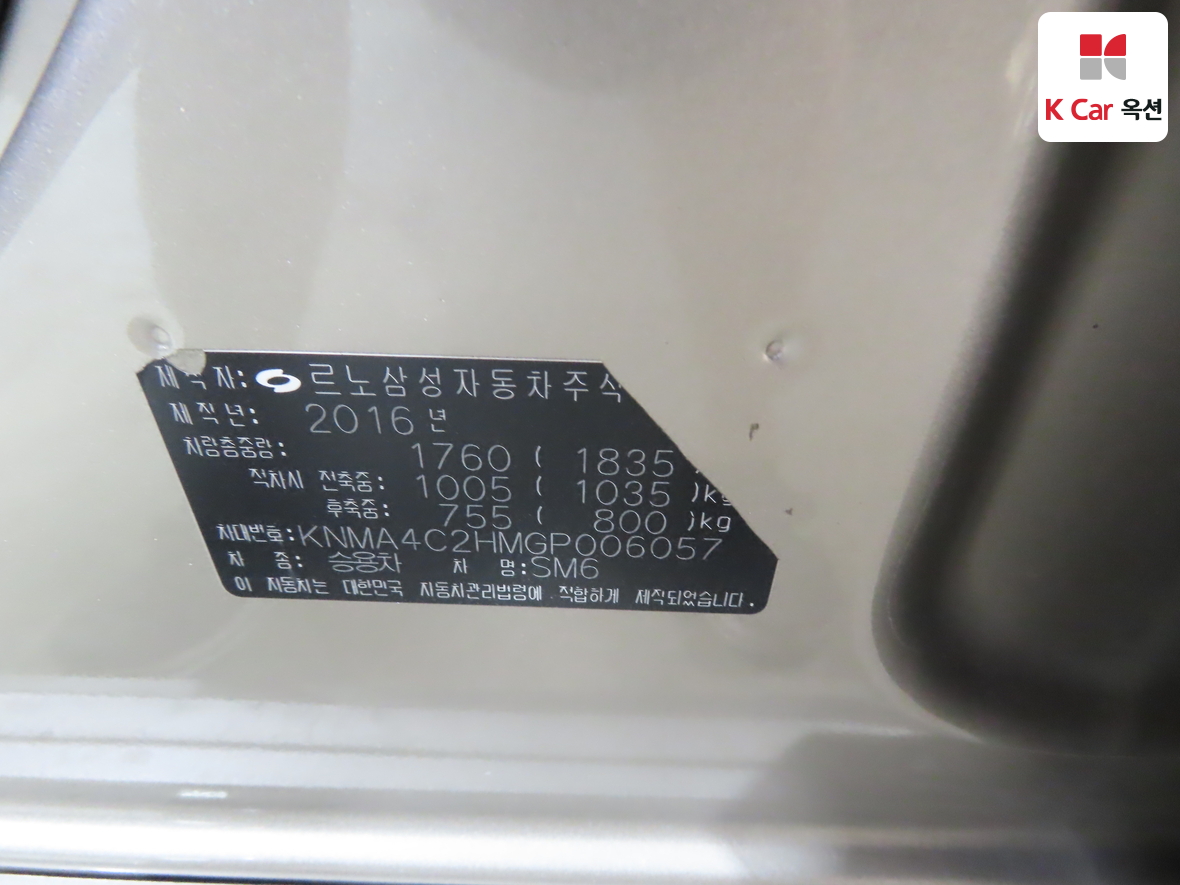 K Car 옥션
제작자: 르노삼성자동차주식
제작년: 2016년
차량총중량: 1760 ( 1835
적차시 전축중: 1005 ( 1035 )kg
후축중: 755 ( 800 )kg
차대번호:KNMA4C2HMGP006057
차 종: 승용차 차 명:SM6
이 자동차는 대한민국 자동차관리법령에 적합하게 제작되었습니다.